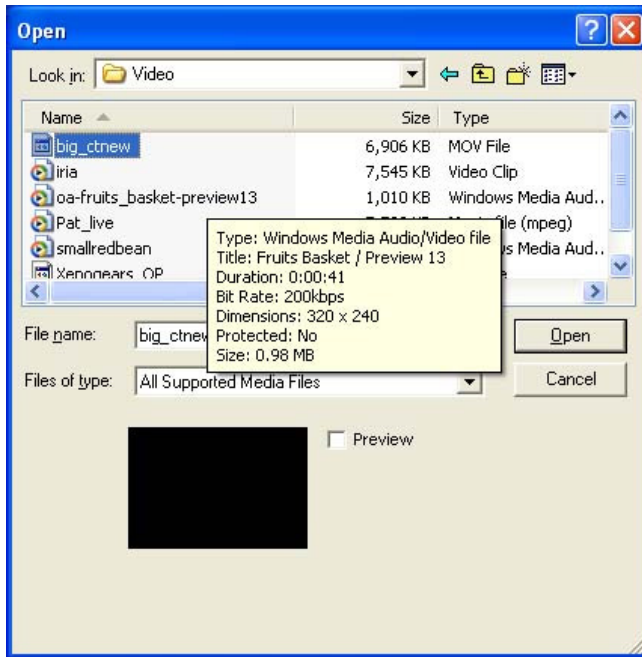 Open
Look in: Video
Name Size Type
big_ctnew 6,906 KB MOV File
iria 7,545 KB Video Clip
oa-fruits_basket-preview13 1,010 KB Windows Media Aud..
Pat_live file (mpeg)
smallredbean s Media Aud..
Xenogears_OP
Type: Windows Media Audio/Video file
Title: Fruits Basket / Preview 13
Duration: 0:00:41
Bit Rate: 200kbps
Dimensions: 320 x 240
Protected: No
Size: 0.98 MB
File name: big_ctnew Open
Files of type: All Supported Media Files Cancel
Preview